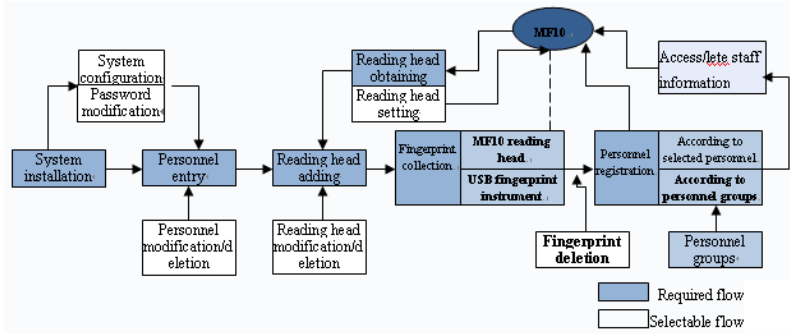 MF10
System
configuration
Password
modification
Reading head
obtaining
Reading head
setting
Access/lete staff
information
System
installation
Personnel
entry
Reading head
adding
Fingerprint
collection
MF10 reading
head
USB fingerprint
instrument
Personnel
registration
According to
selected personnel
According to
personnel groups
Personnel
modification/d
eletion
Reading head
modification/d
eletion
Fingerprint
deletion
Personnel
groups
Required flow
Selectable flow